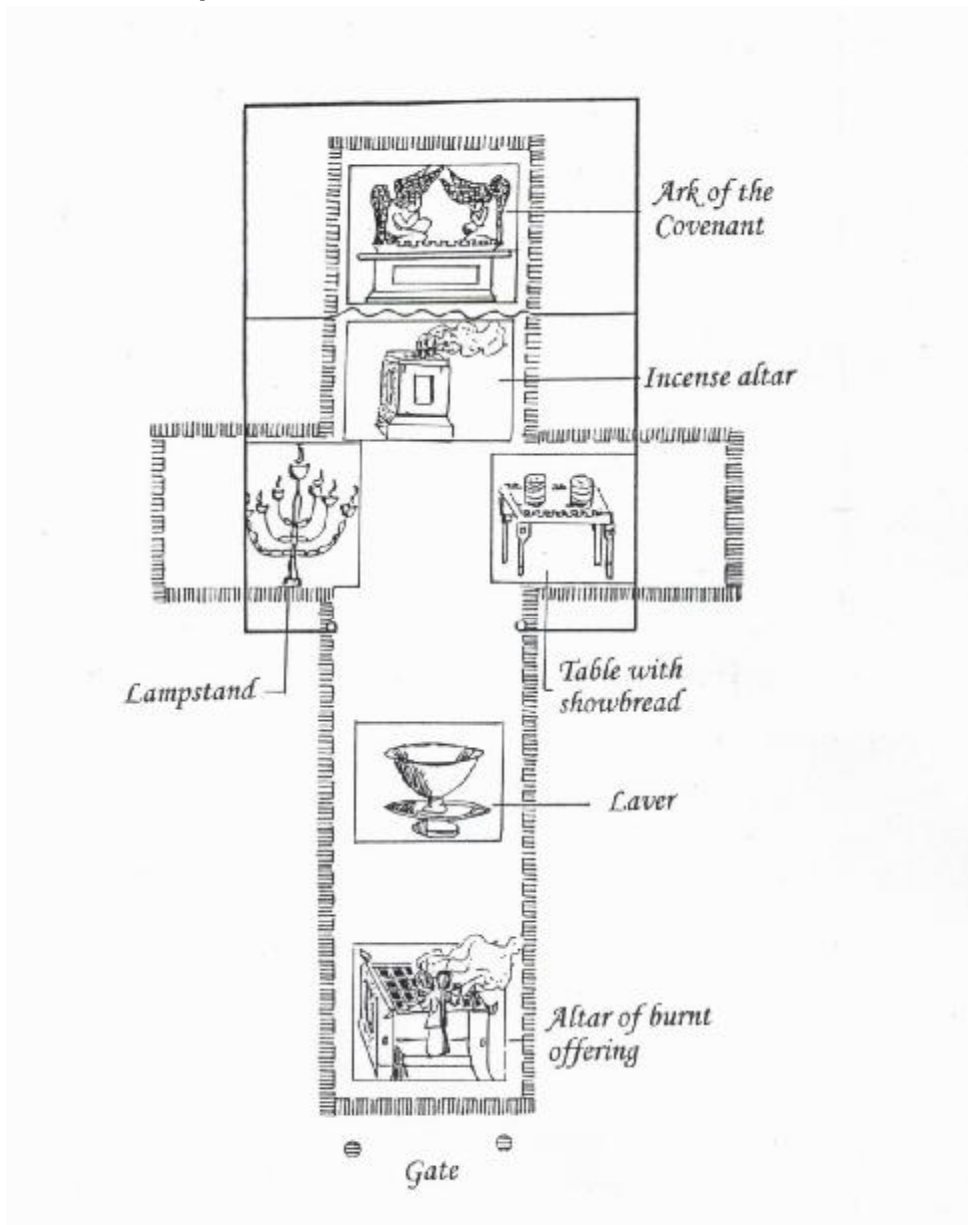 Ark of the
Covenant
Incense altar
Lampstand
Table with
showbread
Laver
Altar of burnt
offering
Gate